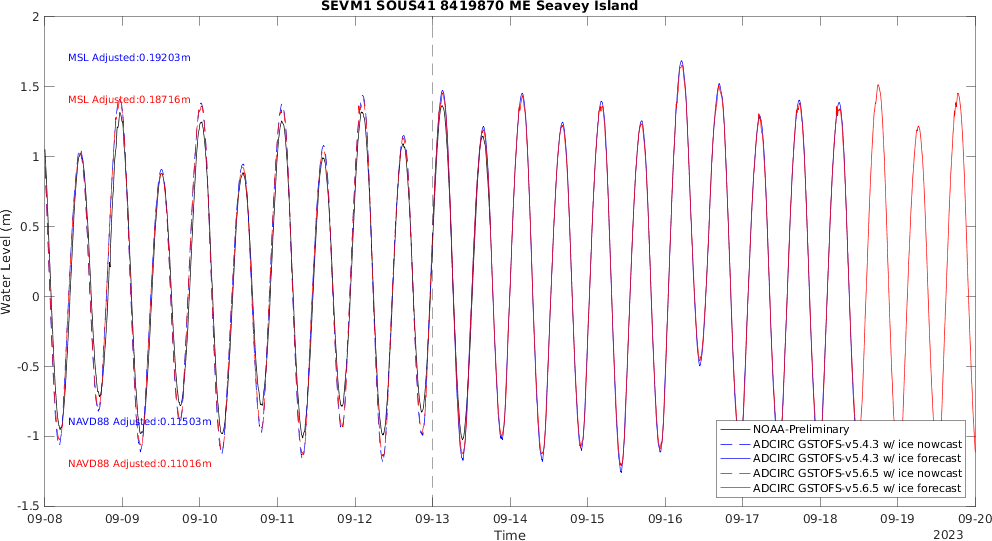 SEVM1 SOUS41 8419870 ME Seavey Island
2
1.5
1
0.5
0
-0.5
-1
-1.5
Water Level (m)
MSL Adjusted:0.19203m
MSL Adjusted:0.18716m
NAVD88 Adjusted:0.11503m
NAVD88 Adjusted:0.11016m
NOAA-Preliminary
ADCIRC GSTOFS-v5.4.3 w/ ice nowcast
ADCIRC GSTOFS-v5.4.3 w/ ice forecast
ADCIRC GSTOFS-v5.6.5 w/ ice nowcast
ADCIRC GSTOFS-v5.6.5 w/ ice forecast
09-08 09-09 09-10 09-11 09-12 09-13 09-14 09-15 09-16 09-17 09-18 09-19 09-20
Time
2023